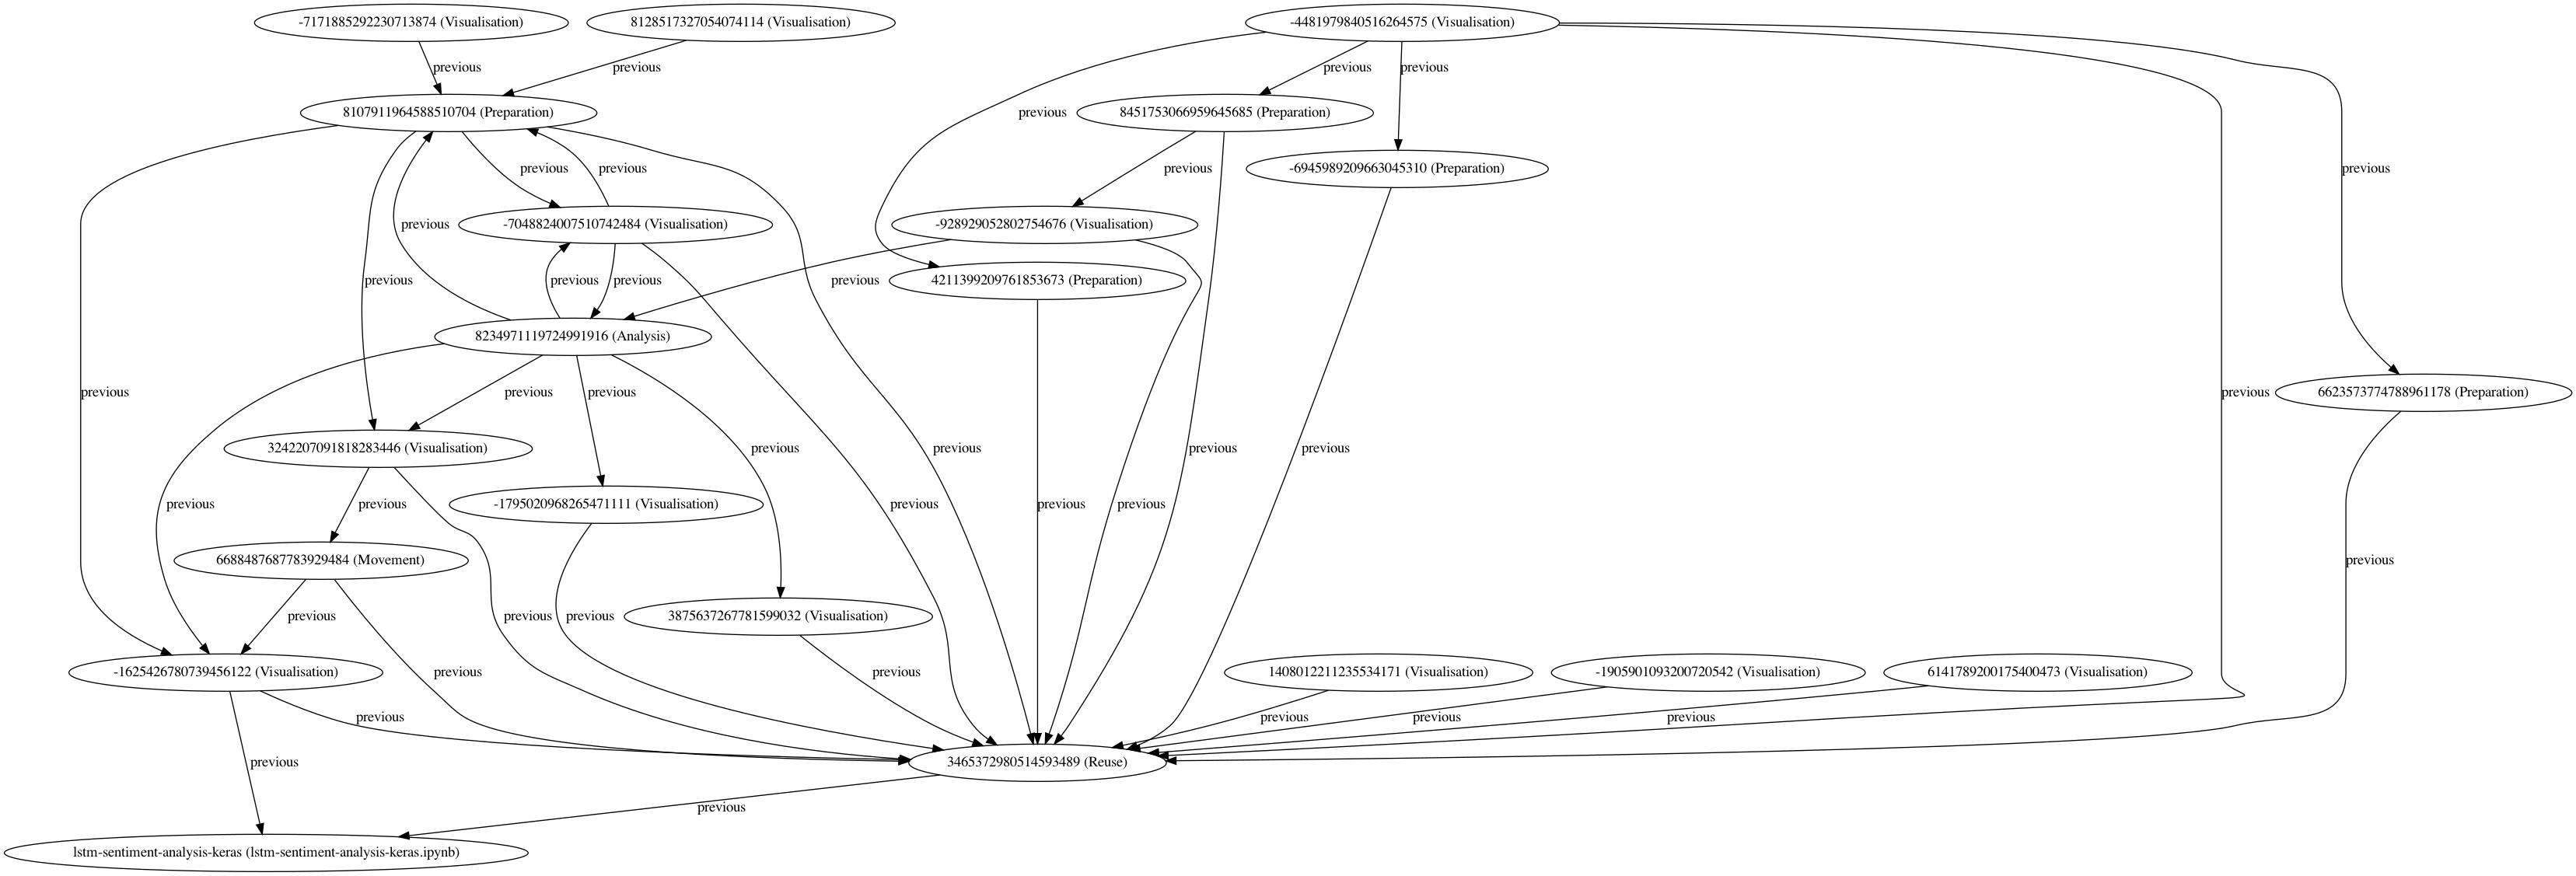 -7171885292230713874 (Visualisation)
8128517327054074114 (Visualisation)
-4481979840516264575 (Visualisation)
previous
previous
previous
previous
8107911964588510704 (Preparation)
previous
8451753066959645685 (Preparation)
previous
previous
previous
-6945989209663045310 (Preparation)
previous
previous
-7048824007510742484 (Visualisation)
-928929052802754676 (Visualisation)
previous
previous
previous
previous
4211399209761853673 (Preparation)
8234971119724991916 (Analysis)
previous
previous
previous
previous
6623573774788961178 (Preparation)
3242207091818283446 (Visualisation)
previous
previous
previous
previous
previous
previous
-1795020968265471111 (Visualisation)
previous
previous
previous
6688487687783929484 (Movement)
previous
previous
previous
previous
3875637267781599032 (Visualisation)
-1625426780739456122 (Visualisation)
previous
previous
1408012211235534171 (Visualisation)
-1905901093200720542 (Visualisation)
6141789200175400473 (Visualisation)
previous
previous
previous
previous
previous
3465372980514593489 (Reuse)
previous
lstm-sentiment-analysis-keras (lstm-sentiment-analysis-keras.ipynb)